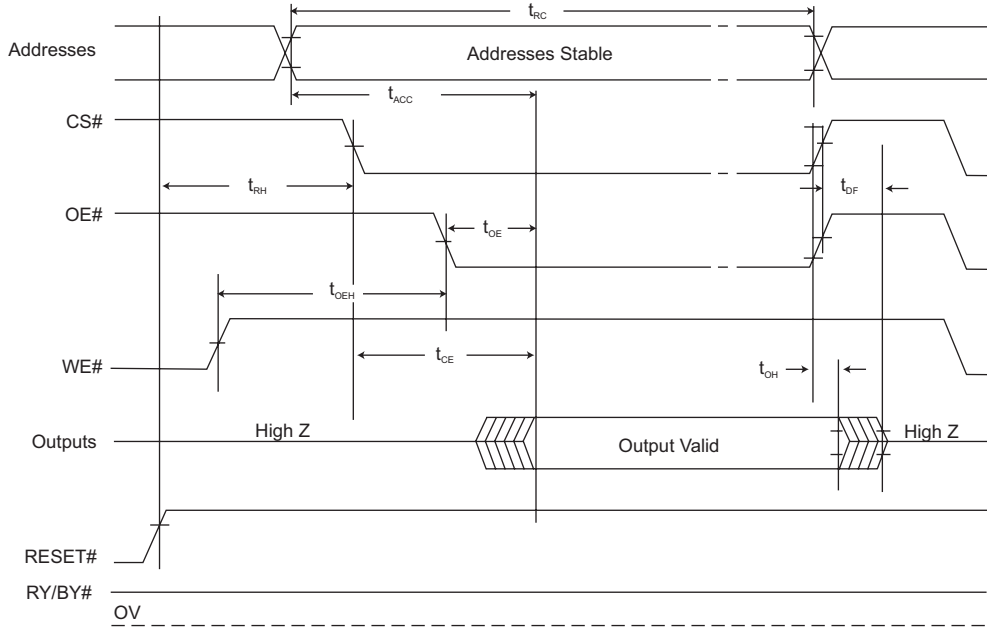 tRC
Addresses
Addresses Stable
tACC
CS#
tRH
tDF
OE#
tOE
tOEH
WE#
tCE
tOH
Outputs
High Z
Output Valid
High Z
RESET#
RY/BY#
OV